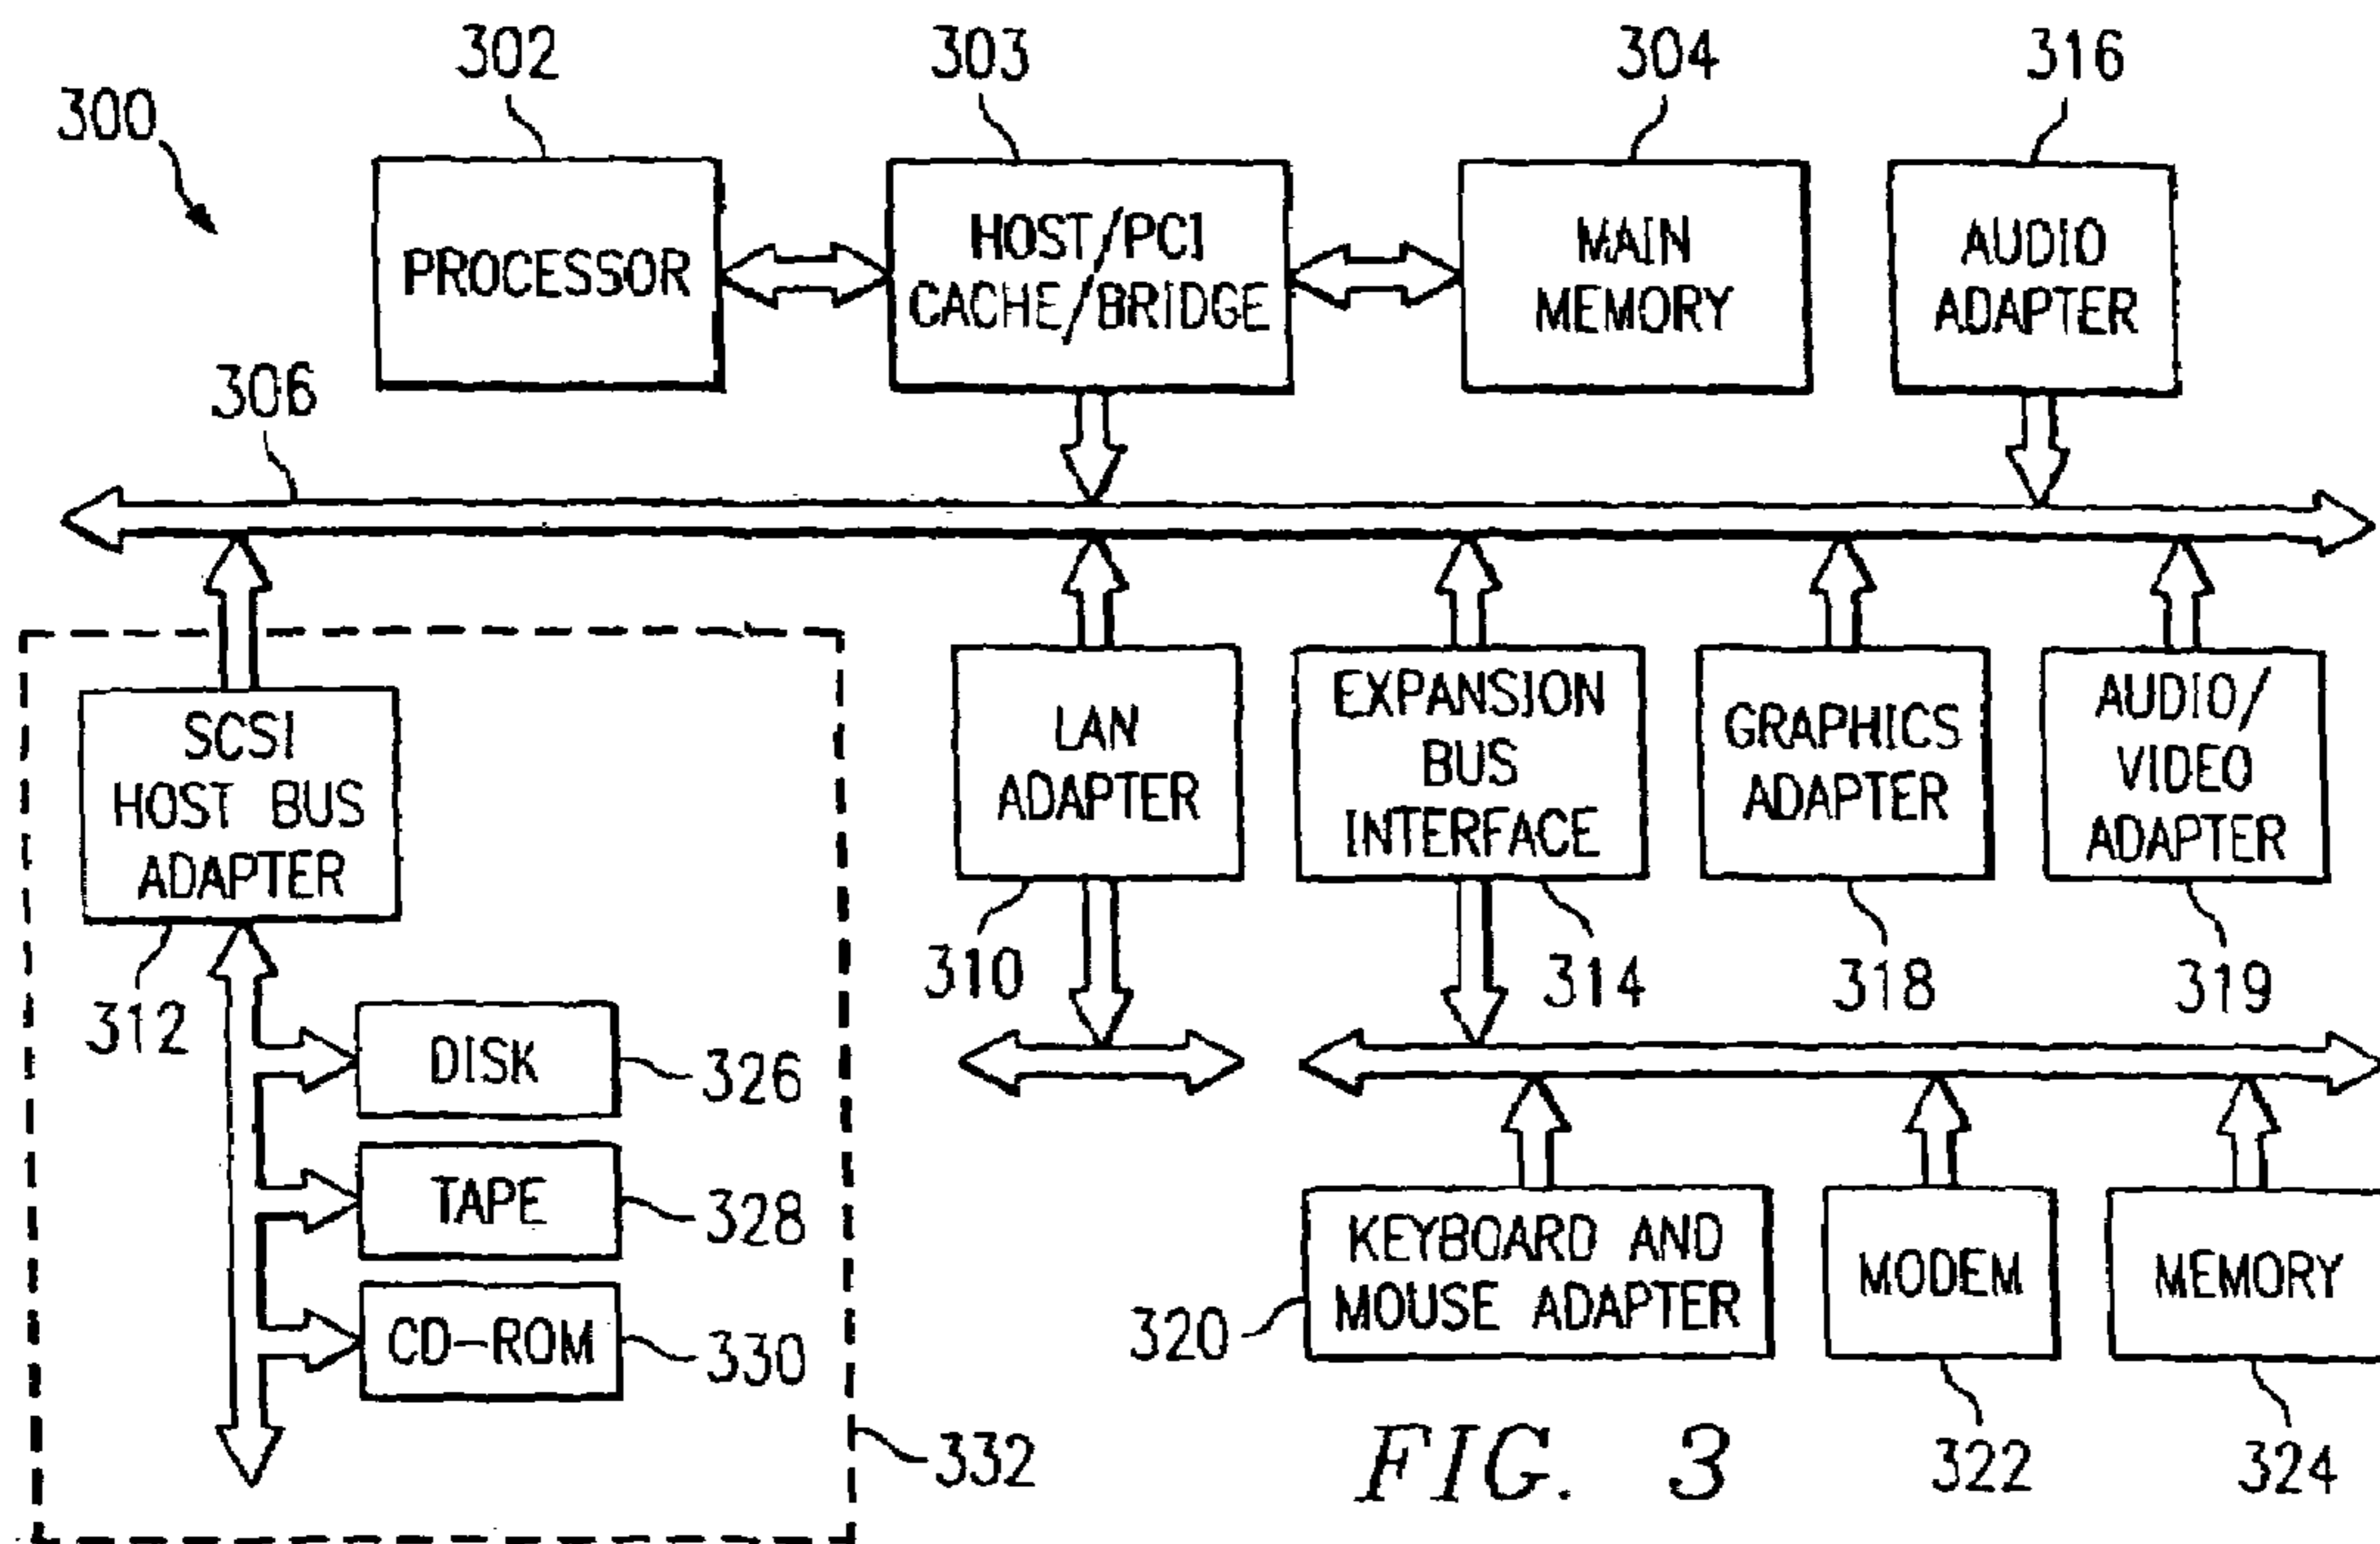 302
303
304
316
300
PROCESSOR
HOST/PCI
CACHE/BRIDGE
MAIN
MEMORY
AUDIO
ADAPTER
306
SCSI
HOST BUS
ADAPTER
LAN
ADAPTER
EXPANSION
BUS
INTERFACE
GRAPHICS
ADAPTER
AUDIO/
VIDEO
ADAPTER
312
310
314
318
319
DISK
326
TAPE
328
CD-ROM
330
332
KEYBOARD AND
MOUSE ADAPTER
320
MODEM
MEMORY
322
324
FIG. 3